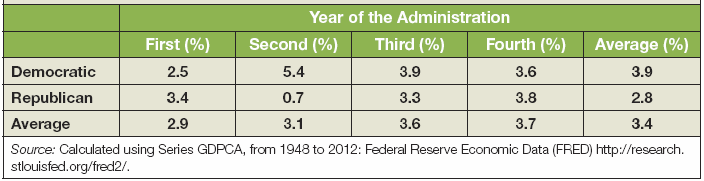 Year of the Administration
First (%) Second (%) Third (%) Fourth (%) Average (%)
Democratic 2.5 5.4 3.9 3.6 3.9
Republican 3.4 0.7 3.3 3.8 2.8
Average 2.9 3.1 3.6 3.7 3.4
Source: Calculated using Series GDPCA, from 1948 to 2012: Federal Reserve Economic Data (FRED) http://research.
stlouisfed.org/fred2/.